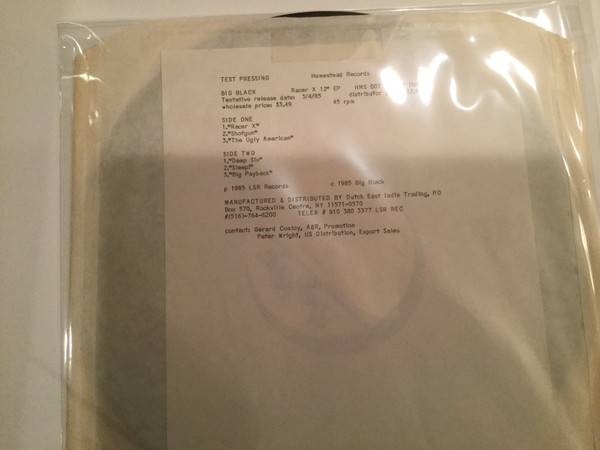 TEST PRESSING Homestead Records
BIG BLACK Racer X 12" EP HMS 007
Tentative release date: 3/4/85 distributor
wholesale price: $3.49 45 rpm
SIDE ONE
1."Racer X"
2."Shotgun"
3."The Ugly American"
SIDE TWO
1."Deep Six"
2."Sleep!"
3."Big Payback"
p 1985 LSR Records c 1985 Big Black
MANUFACTURED & DISTRIBUTED BY Dutch East India Trading, PO
Box 570, Rockville Centre, NY 11571-0570
#(516)-764-6200 TELEX # 910 380 3377 LSR REC
contact: Gerard Cosloy, A&R, Promotion
Peter Wright, US Distribution, Export Sales